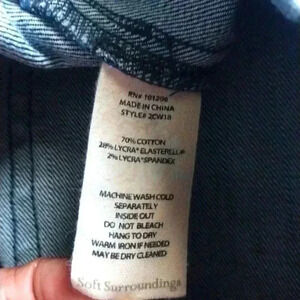 RN# 101206
MADE IN CHINA
STYLE# 2CW18
70% COTTON
28% LYCRA® ELASTERELL®
2% LYCRA® SPANDEX
MACHINE WASH COLD
SEPARATELY
INSIDE OUT
DO NOT BLEACH
HANG TO DRY
WARM IRON IF NEEDED
MAY BE DRY CLEANED
Soft Surroundings